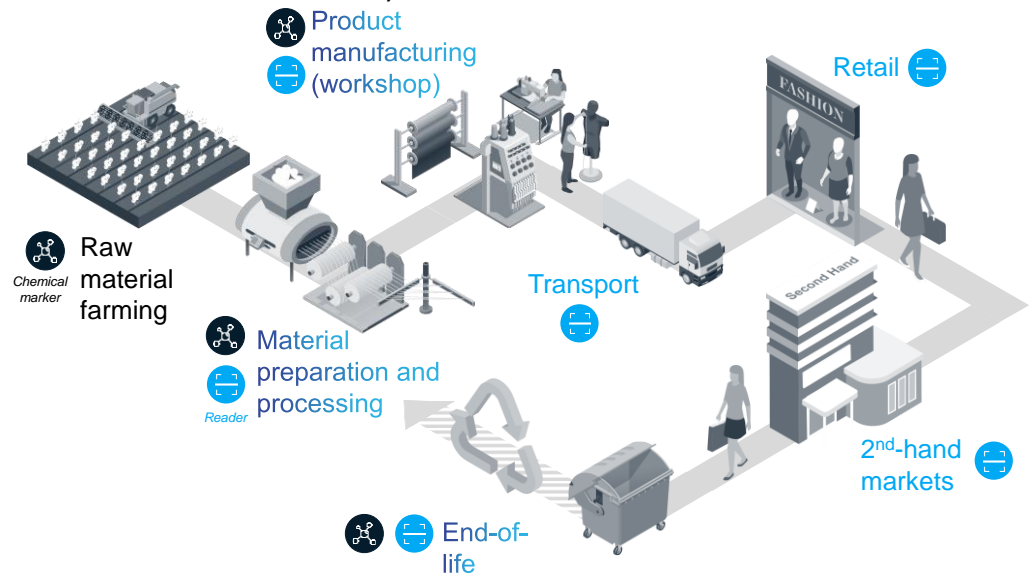 Product
manufacturing
(workshop)
Retail
FASHION
Raw
material
farming
Chemical
marker
Transport
Second Hand
Material
preparation and
processing
Reader
2nd-hand
markets
End-of-
life